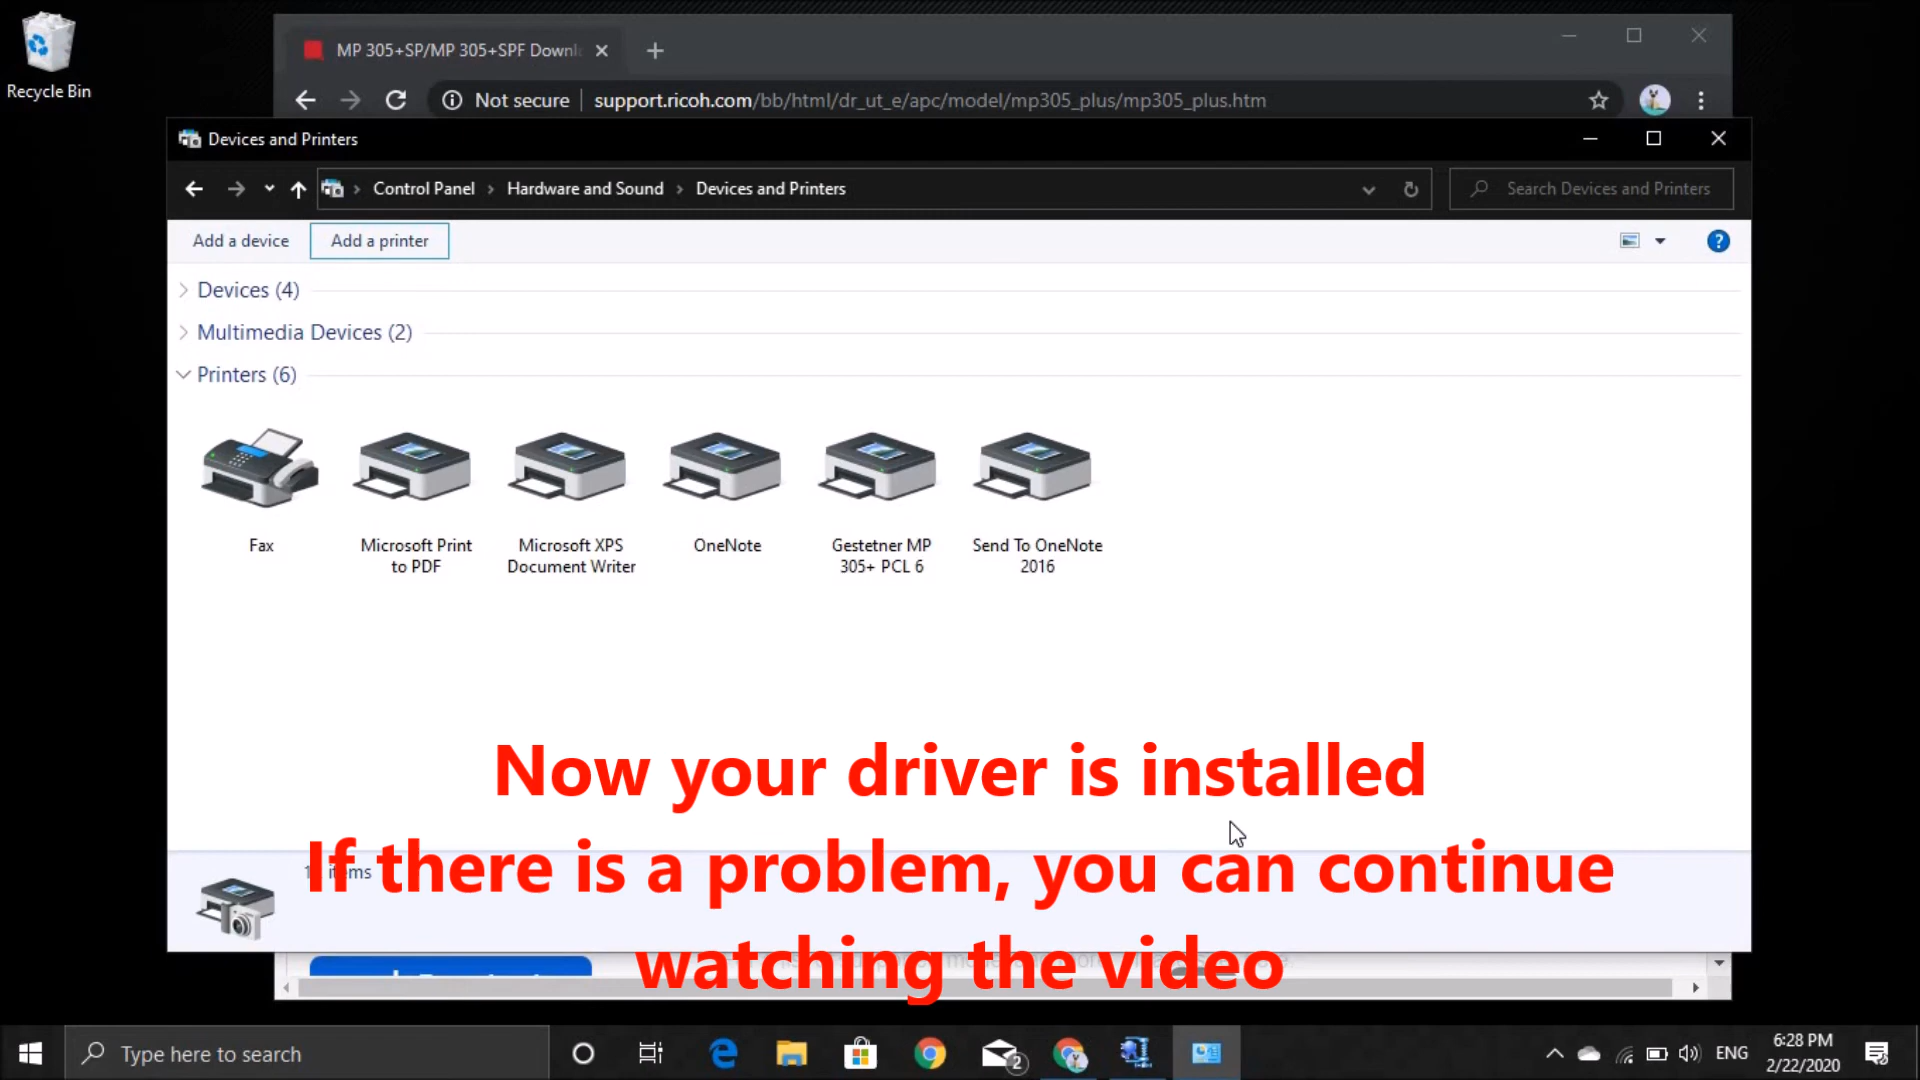 Recycle Bin
MP 305+SP/MP 305+SPF Downl
Not secure
support.ricoh.com/bb/html/dr_ut_e/apc/model/mp305_plus/mp305_plus.htm
Devices and Printers
Control Panel
Hardware and Sound
Devices and Printers
Search Devices and Printers
Add a device
Add a printer
?
Devices (4)
Multimedia Devices (2)
Printers (6)
Fax
Microsoft Print
to PDF
Microsoft XPS
Document Writer
OneNote
Gestetner MP
305+ PCL 6
Send To OneNote
2016
Now your driver is installed
items
If there is a problem, you can continue
watching the video
Type here to search
2
ENG
6:28 PM
2/22/2020